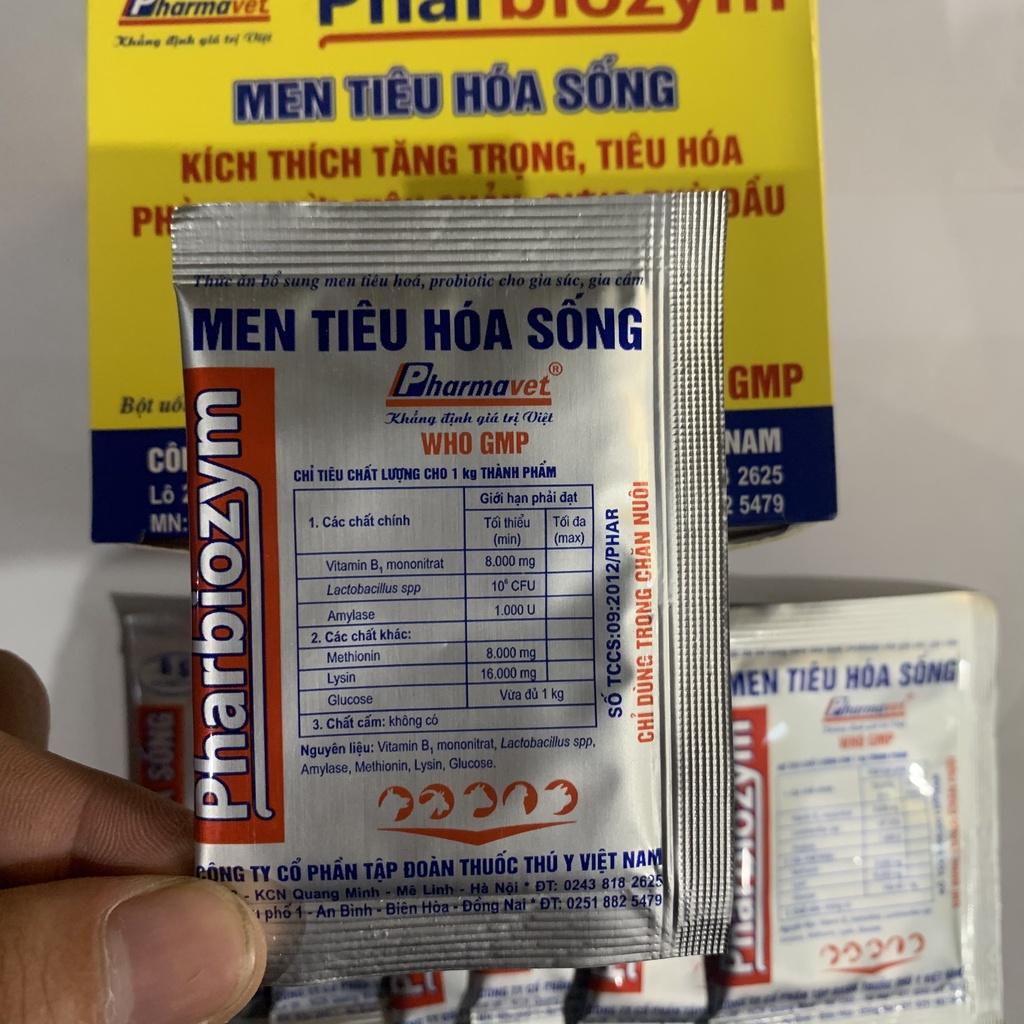 Pharmavet
Khẳng định giá trị Việt
Pharbiozym
MEN TIÊU HÓA SỐNG
KÍCH THÍCH TĂNG TRỌNG, TIÊU HÓA
ĐẦU
GMP
Bột
NAM
Lô
2625
MN:
5479
Thức ăn bổ sung men tiêu hoá, probiotic cho gia súc, gia cầm
MEN TIÊU HÓA SỐNG
Pharmavet®
Khẳng định giá trị Việt
WHO GMP
Pharbiozym
CHỈ TIÊU CHẤT LƯỢNG CHO 1 kg THÀNH PHẨM
1. Các chất chính
Giới hạn phải đạt
Tối thiểu (min)
Tối đa (max)
Vitamin B₁ mononitrat 8.000 mg
Lactobacillus spp 10⁶ CFU
Amylase 1.000 U
2. Các chất khác:
Methionin 8.000 mg
Lysin 16.000 mg
Glucose Vừa đủ 1 kg
3. Chất cấm: không có
Nguyên liệu: Vitamin B₁ mononitrat, Lactobacillus spp,
Amylase, Methionin, Lysin, Glucose.
SỐ TCCS:09:2012/PHAR
CHỈ DÙNG TRONG CHĂN NUÔI
CÔNG TY CỔ PHẦN TẬP ĐOÀN THUỐC THÚ Y VIỆT NAM
- KCN Quang Minh - Mê Linh - Hà Nội * ĐT: 0243 818 2625
phố 1 - An Bình - Biên Hòa - Đồng Nai * ĐT: 0251 882 5479
SỐNG
MEN TIÊU HÓA SỐNG
Pharmavet
WHO GMP
Pharbiozym